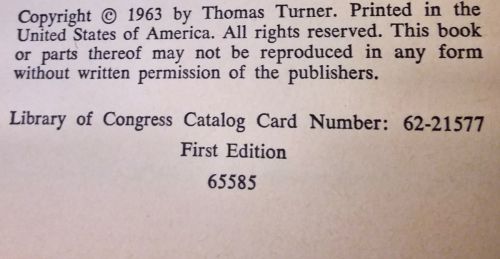 Copyright © 1963 by Thomas Turner. Printed in the
United States of America. All rights reserved. This book
or parts thereof may not be reproduced in any form
without written permission of the publishers.
Library of Congress Catalog Card Number: 62-21577
First Edition
65585